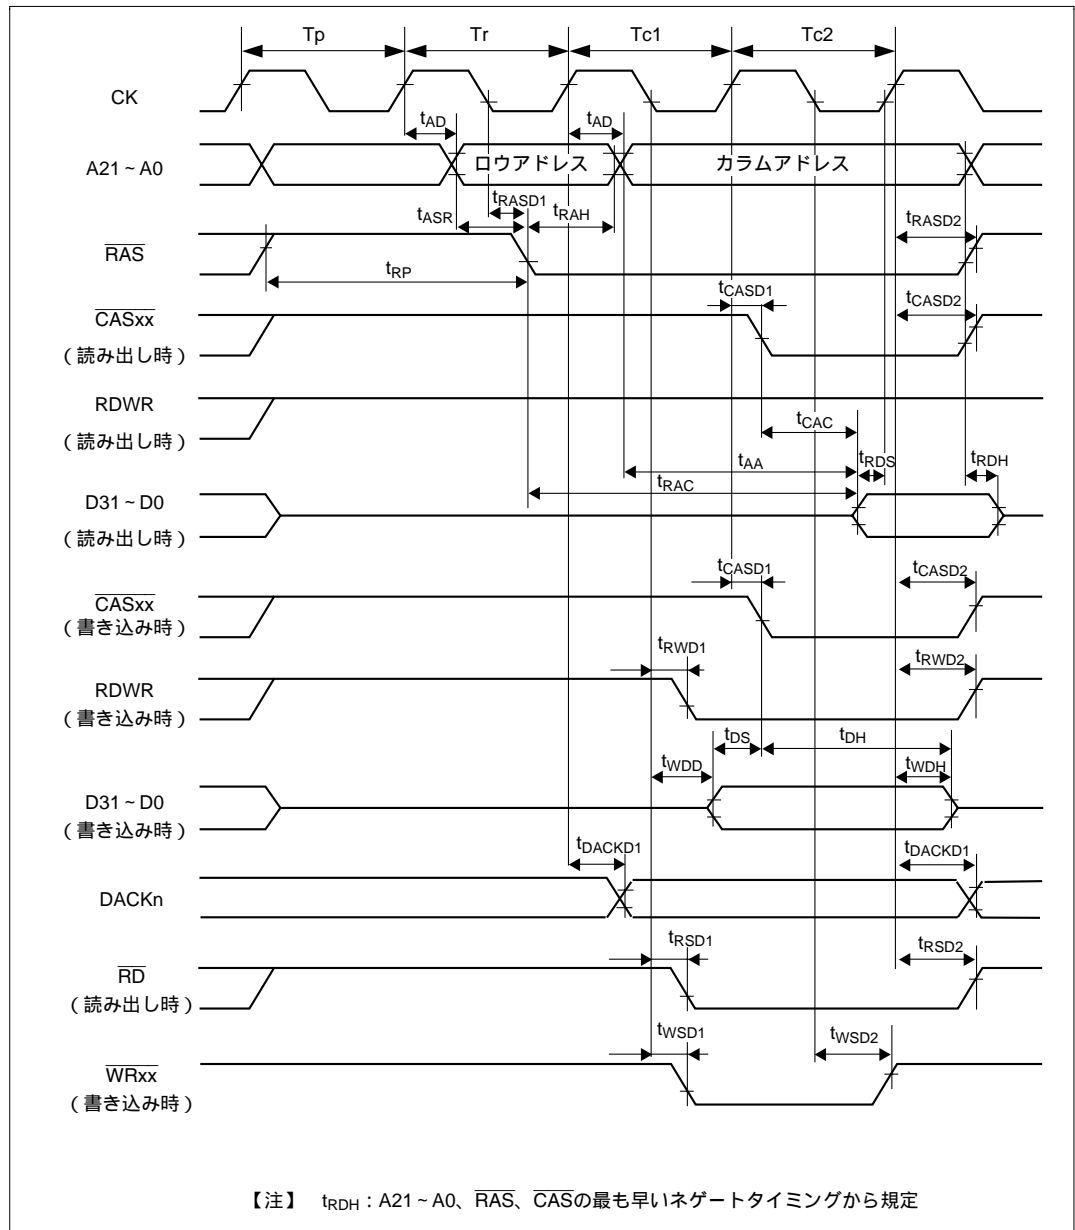 Tp Tr Tc1 Tc2
CK
tAD tAD
A21 ~ A0 ロウアドレス カラムアドレス
tRASD1
tASR tRAH tRASD2
RAS
tRP
tCASD1 tCASD2
CASxx
（読み出し時）
RDWR
（読み出し時）
tCAC
tAA tRDS tRDH
tRAC
D31 ~ D0
（読み出し時）
tCASD1 tCASD2
CASxx
（書き込み時）
tRWD1 tRWD2
RDWR
（書き込み時）
tDS tDH
tWDD tWDH
D31 ~ D0
（書き込み時）
tDACKD1 tDACKD1
DACKn
tRSD1 tRSD2
RD
（読み出し時）
tWSD1 tWSD2
WRxx
（書き込み時）
【注】 tRDH：A21 ~ A0、RAS、CASの最も早いネゲートタイミングから規定